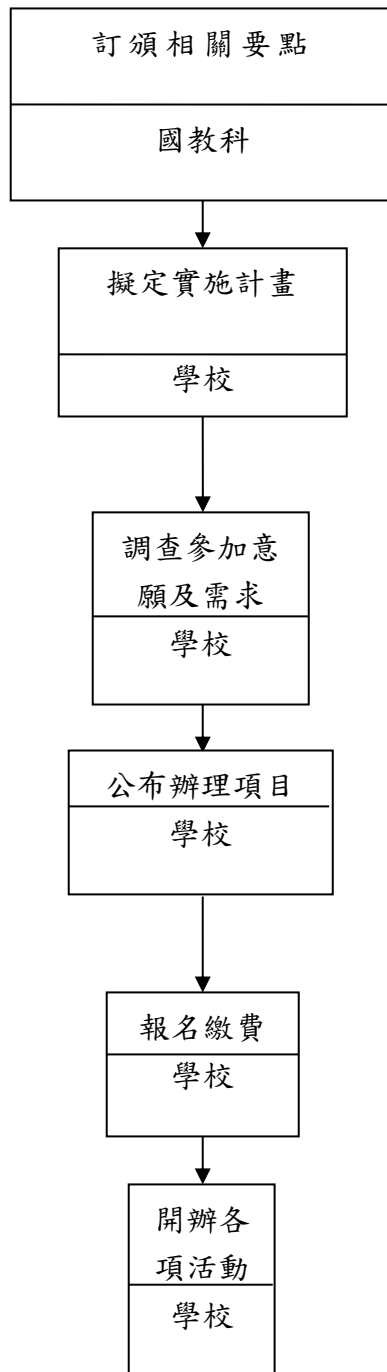 訂頒相關要點
國教科
擬定實施計畫
學校
調查參加意
願及需求
學校
公布辦理項目
學校
報名繳費
學校
開辦各
項活動
學校